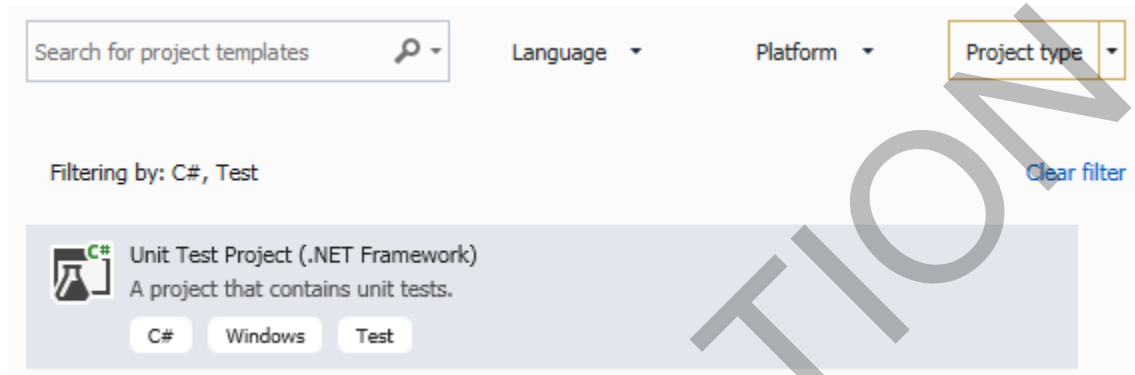 Search for project templates Language Platform Project type
Filtering by: C#, Test Clear filter
C# Unit Test Project (.NET Framework)
A project that contains unit tests.
C# Windows Test
TION